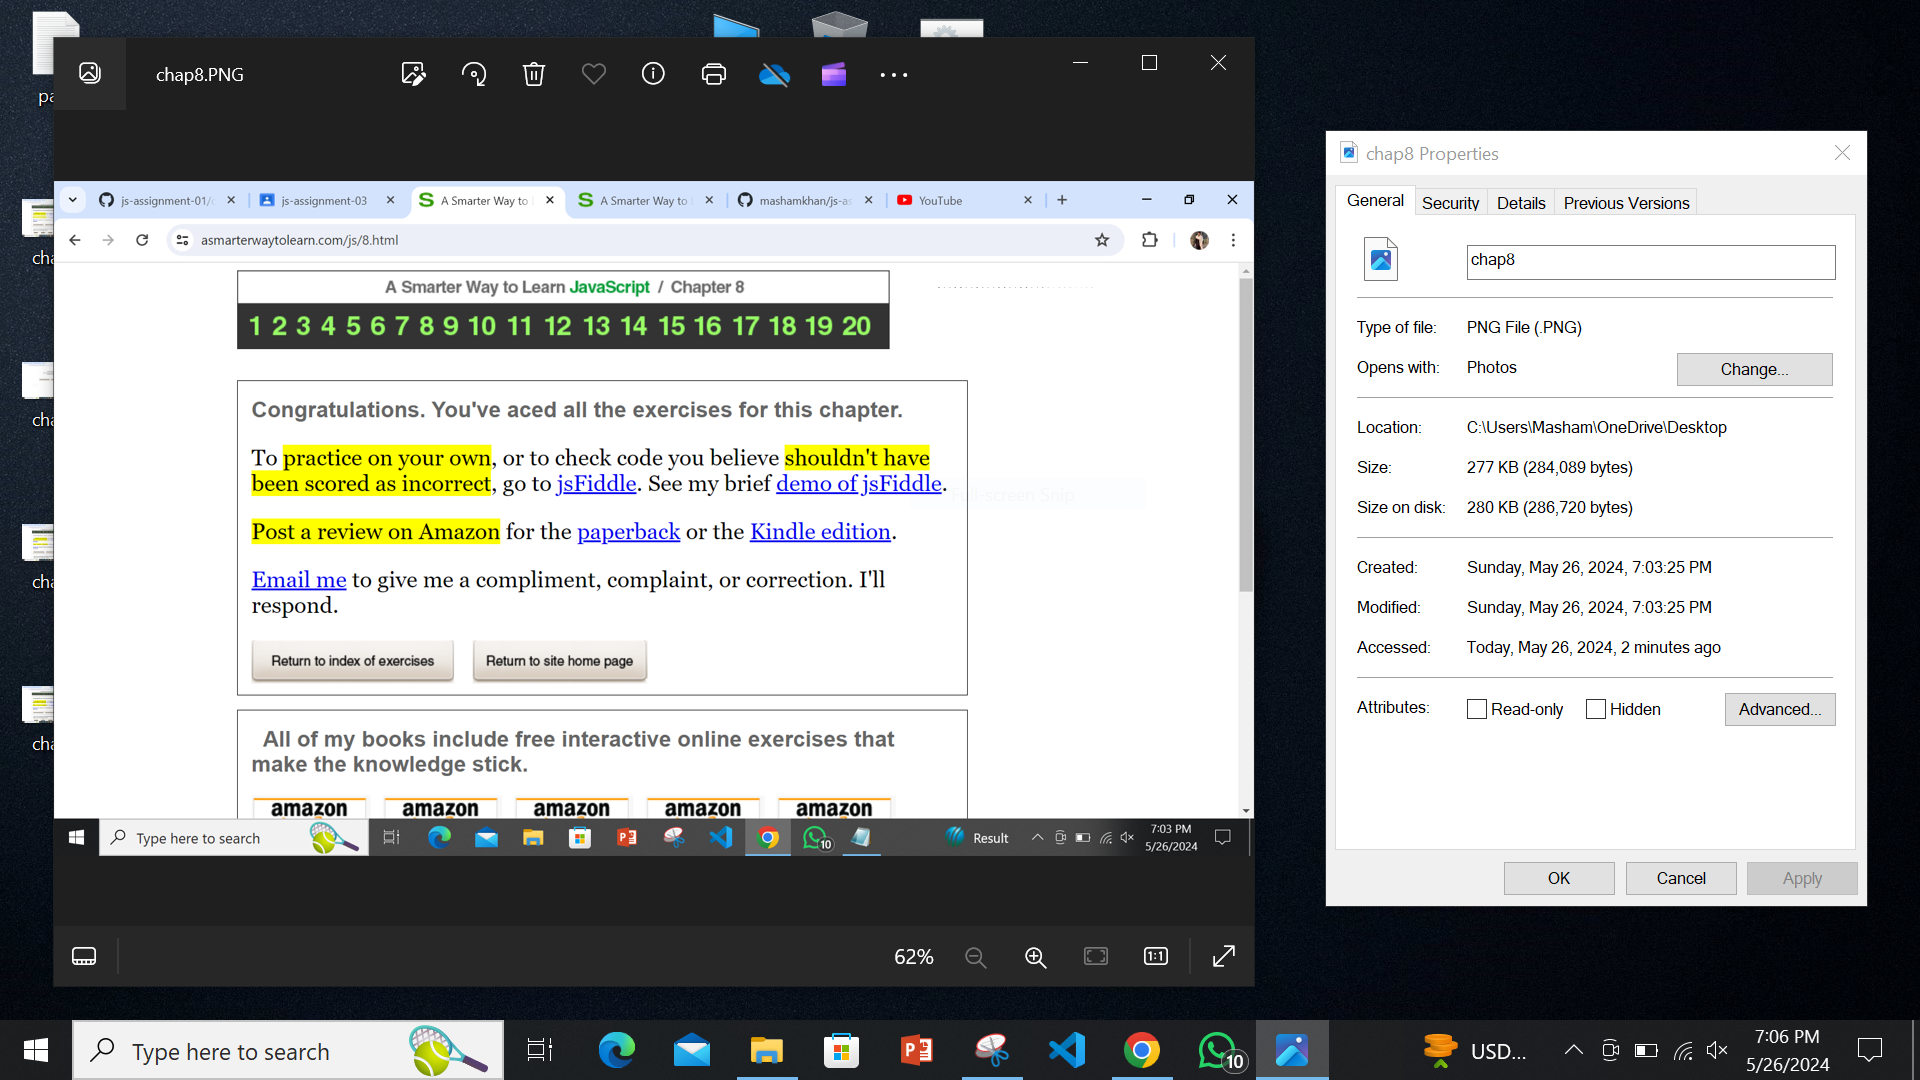 pa
cha
cha
cha
cha
chap8.PNG
js-assignment-01/c
js-assignment-03
A Smarter Way to
A Smarter Way to
mashamkhan/js-as
YouTube
asmarterwaytolearn.com/js/8.html
A Smarter Way to Learn JavaScript / Chapter 8
1 2 3 4 5 6 7 8 9 10 11 12 13 14 15 16 17 18 19 20
Congratulations. You've aced all the exercises for this chapter.
To practice on your own, or to check code you believe shouldn't have
been scored as incorrect, go to jsFiddle. See my brief demo of jsFiddle.
Full-screen Snip
Post a review on Amazon for the paperback or the Kindle edition.
Email me to give me a compliment, complaint, or correction. I'll
respond.
Return to index of exercises
Return to site home page
All of my books include free interactive online exercises that
make the knowledge stick.
amazon amazon amazon amazon amazon
Type here to search
10
Result
7:03 PM
5/26/2024
62%
1:1
chap8 Properties
General Security Details Previous Versions
chap8
Type of file: PNG File (.PNG)
Opens with: Photos
Change...
Location: C:\Users\Masham\OneDrive\Desktop
Size: 277 KB (284,089 bytes)
Size on disk: 280 KB (286,720 bytes)
Created: Sunday, May 26, 2024, 7:03:25 PM
Modified: Sunday, May 26, 2024, 7:03:25 PM
Accessed: Today, May 26, 2024, 2 minutes ago
Attributes: Read-only Hidden Advanced...
OK Cancel Apply
Type here to search
10
USD...
7:06 PM
5/26/2024